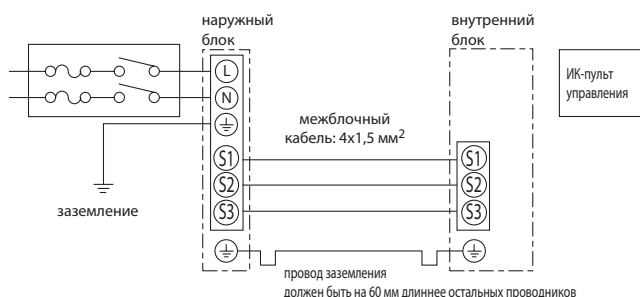 наружный
блок
внутренний
блок
L
N
ИК-пульт
управления
межблочный
кабель: 4x1,5 мм²
S1
S2
S3
S1
S2
S3
заземление
провод заземления
должен быть на 60 мм длиннее остальных проводников